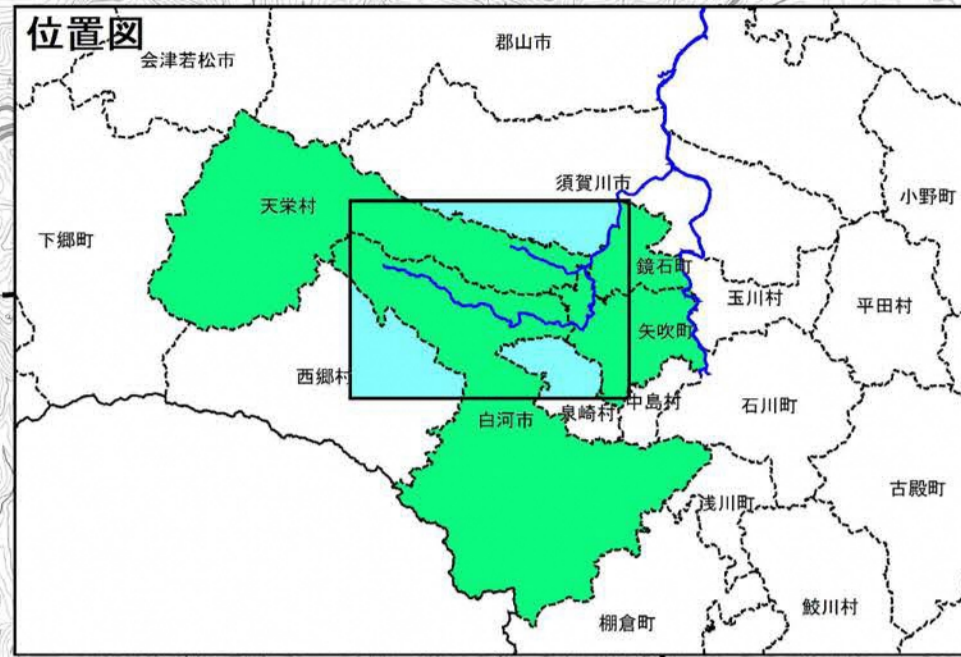 位置図
会津若松市
郡山市
須賀川市
小野町
天栄村
下郷町
鏡石町
玉川村
平田村
矢吹町
西郷村
中島村
石川町
白河市
泉崎村
古殿町
浅川町
鮫川村
棚倉町